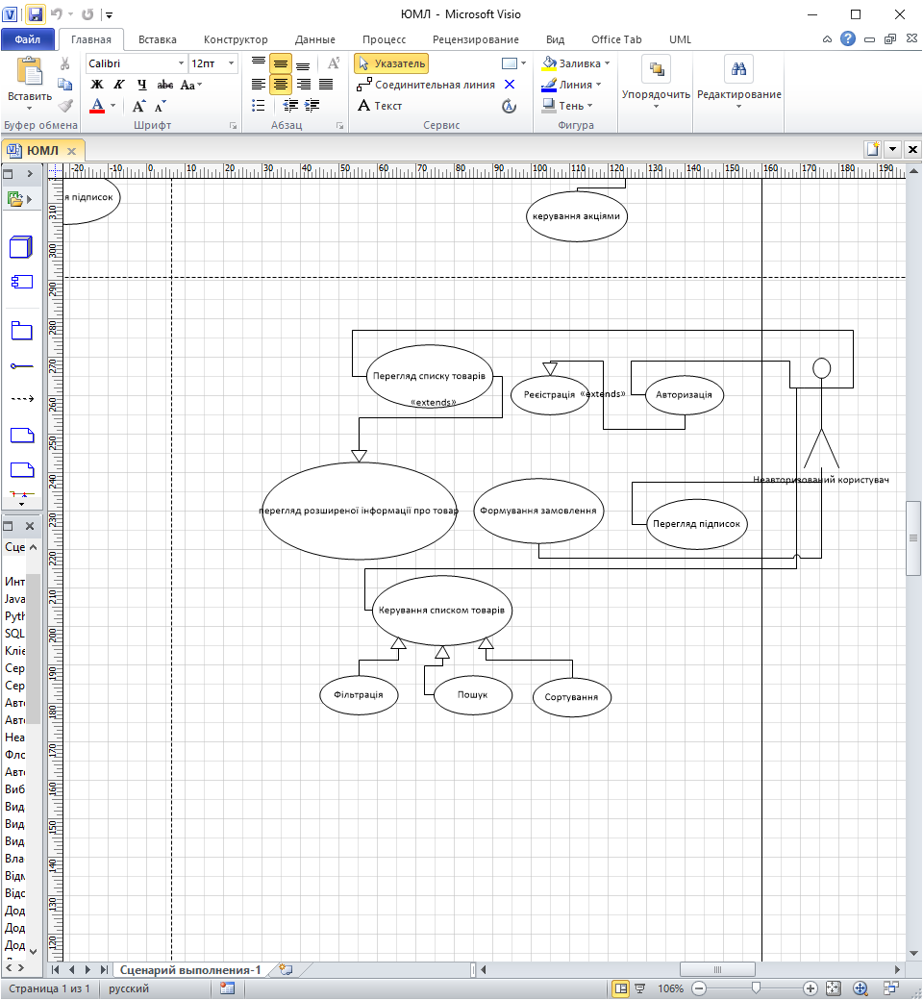 ЮМЛ - Microsoft Visio
Файл Главная Вставка Конструктор Данные Процесс Рецензирование Вид Office Tab UML
Вставить
Calibri 12пт
Ж К Ч abc Aa
A A A
Указатель
Соединительная линия
A Текст
Заливка
Линия
Тень
Упорядочить
Редактирование
Буфер обмена Шрифт Абзац Сервис Фигура
ЮМЛ
-20 -10 0 10 20 30 40 50 60 70 80 90 100 110 120 130 140 150 160 170 180 190
310
300
290
280
270
260
250
240
230
220
210
200
190
180
170
160
150
140
130
120
я підписок
керування акціями
Перегляд списку товарів
«extends»
Реєістрація
«extends»
Авторизація
Неавторизований користувач
перегляд розширеної інформації про товар
Формування замовлення
Перегляд підписок
Керування списком товарів
Фільтрація
Пошук
Сортування
Сце
Инт
Java
Pyth
SQL
Кліє
Сер
Сер
Авто
Авто
Неа
Фло
Авто
Виб
Вид
Вид
Вид
Вла
Відм
Відо
Дод
Дод
Дод
Сценарий выполнения-1
Страница 1 из 1 русский 106%